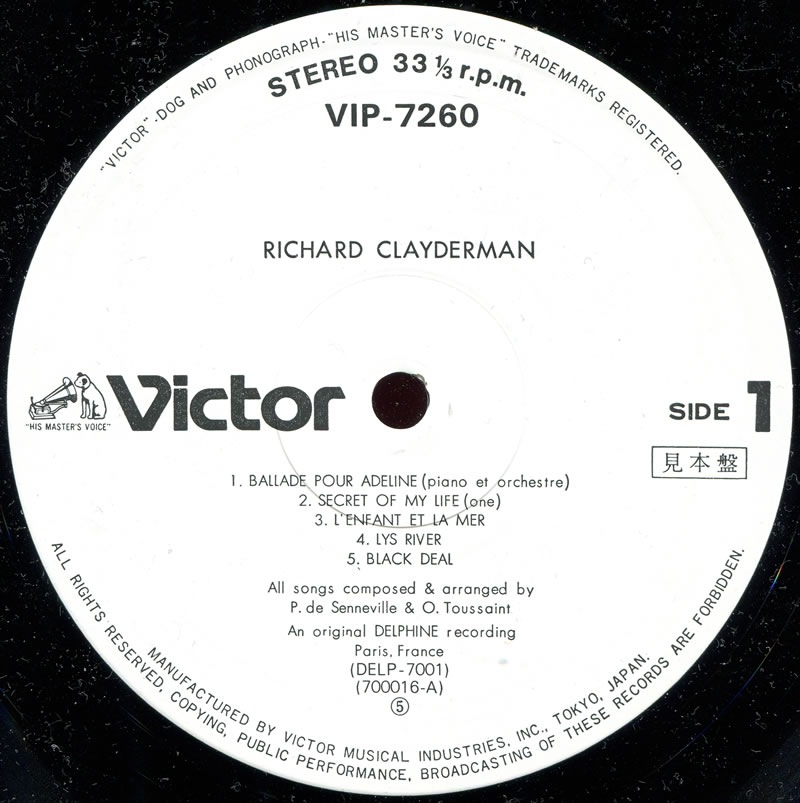 "VICTOR"-DOG AND PHONOGRAPH-"HIS MASTER'S VOICE" TRADEMARKS REGISTERED.
STEREO 33 1/3 r.p.m.
VIP-7260
RICHARD CLAYDERMAN
"HIS MASTER'S VOICE"
Victor
SIDE 1
見本盤
1. BALLADE POUR ADELINE (piano et orchestre)
2. SECRET OF MY LIFE (one)
3. L'ENFANT ET LA MER
4. LYS RIVER
5. BLACK DEAL
All songs composed & arranged by
P. de Senneville & O. Toussaint
An original DELPHINE recording
Paris, France
(DELP-7001)
(700016-A)
⑤
MANUFACTURED BY VICTOR MUSICAL INDUSTRIES, INC., TOKYO, JAPAN.
ALL RIGHTS RESERVED, COPYING, PUBLIC PERFORMANCE, BROADCASTING OF THESE RECORDS ARE FORBIDDEN.